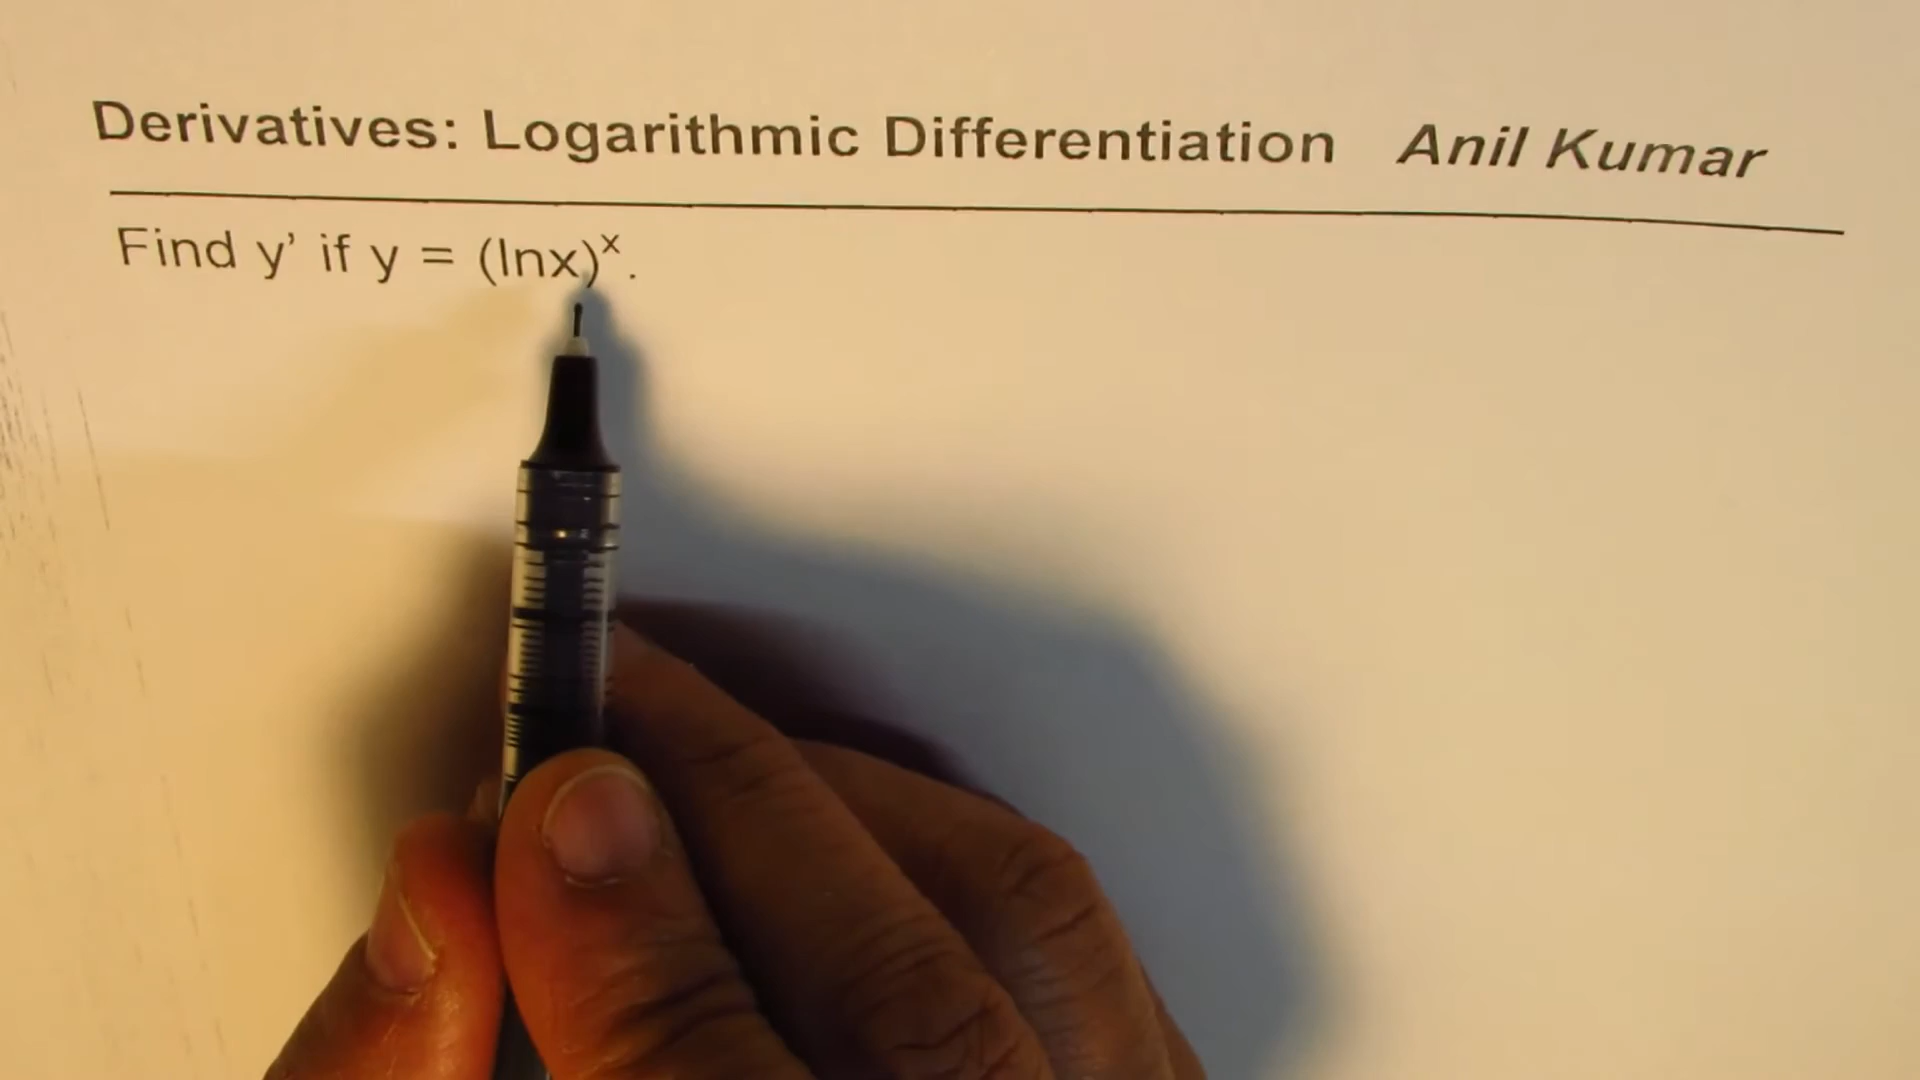 Derivatives: Logarithmic Differentiation Anil Kumar
Find y' if y = (lnx)ˣ.